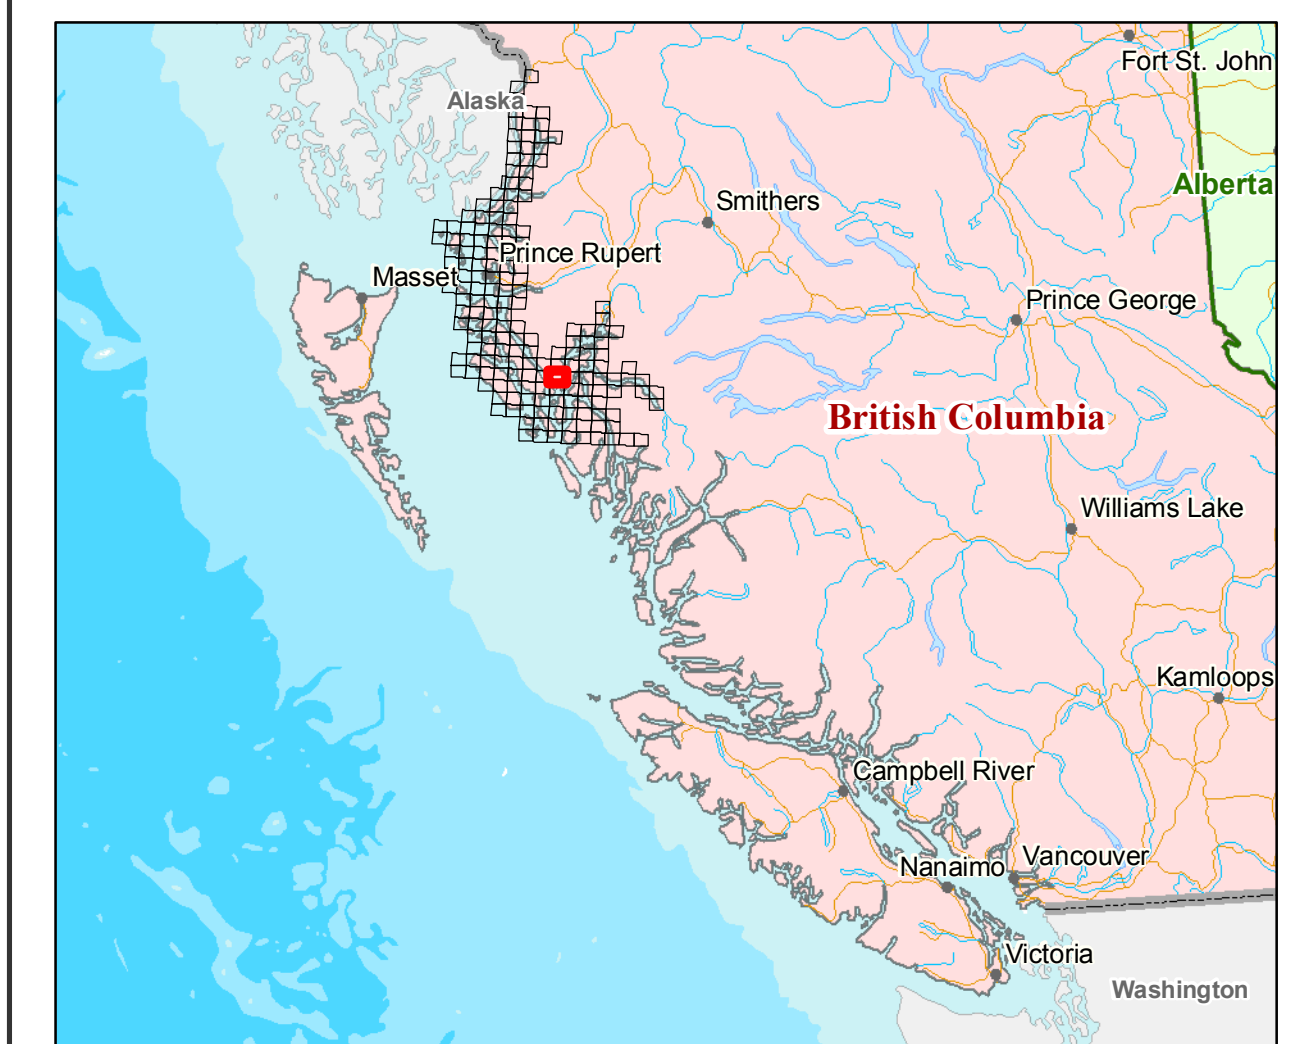 Fort St. John
Alaska
Alberta
Smithers
Prince Rupert
Masset
Prince George
British Columbia
Williams Lake
Kamloops
Campbell River
Vancouver
Nanaimo
Victoria
Washington